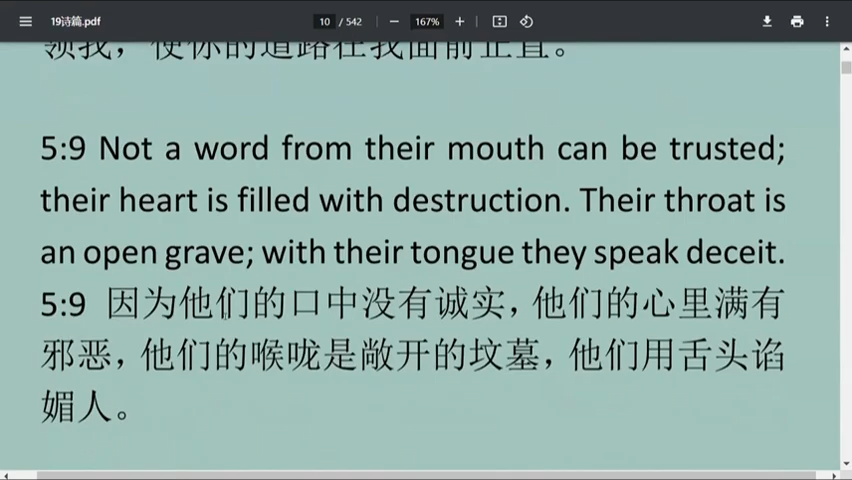 19诗篇.pdf
10 / 542
167%
领我，使你的道路在我面前正直。
5:9 Not a word from their mouth can be trusted;
their heart is filled with destruction. Their throat is
an open grave; with their tongue they speak deceit.
5:9 因为他们的口中没有诚实，他们的心里满有
邪恶，他们的喉咙是敞开的坟墓，他们用舌头谄
媚人。